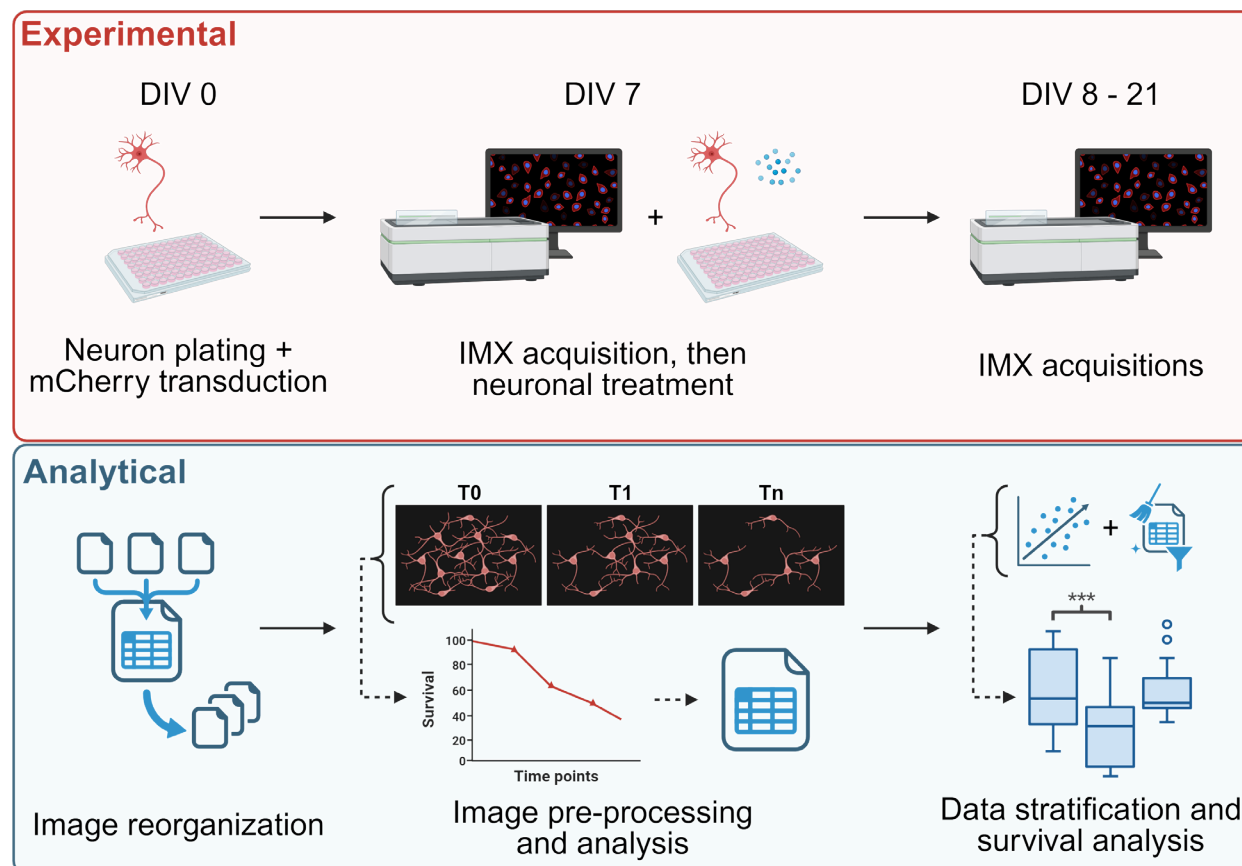 Experimental
DIV 0
DIV 7
DIV 8 - 21
+
Neuron plating +
mCherry transduction
IMX acquisition, then
neuronal treatment
IMX acquisitions
Analytical
T0
T1
Tn
+
***
Survival
100
80
60
40
20
0
Time points
Image reorganization
Image pre-processing
and analysis
Data stratification and
survival analysis